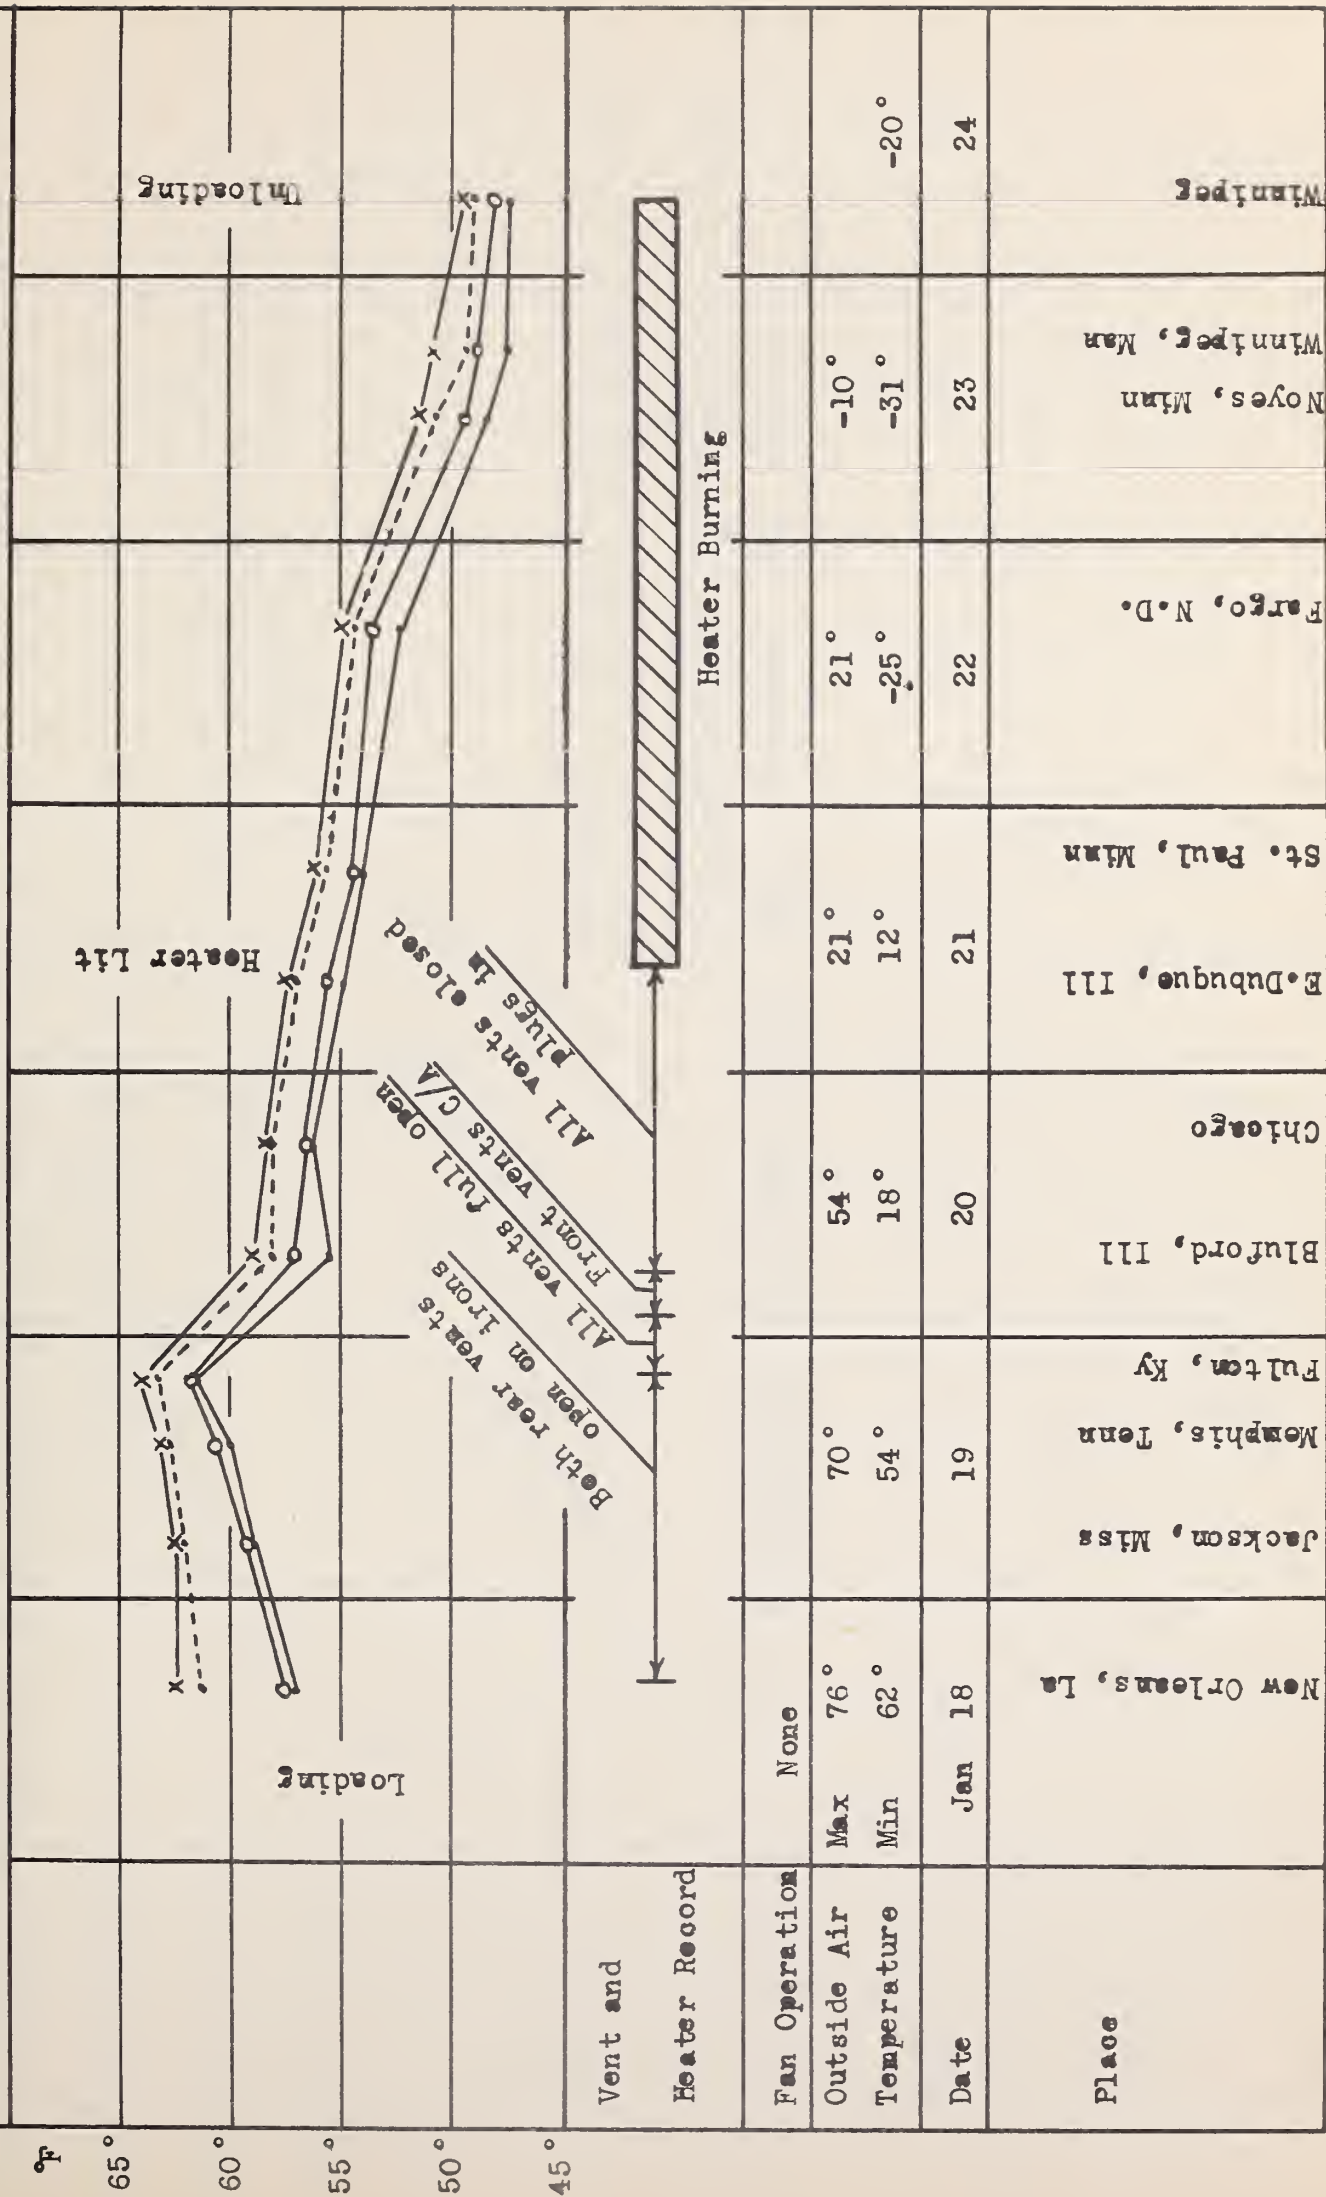 °F
65°
60°
55°
50°
45°
Loading
Heater Lit
Unloading
Vent and
Heater Record
Both rear vents
open on irons
All vents full open
Front vents C/A
All vents closed
plugs in
Heater Burning
Fan Operation None
Outside Air Max 76° 70° 54° 21° 21° -10°
Temperature Min 62° 54° 18° 12° -25° -31° -20°
Date Jan 18 19 20 21 22 23 24
Place
New Orleans, La
Jackson, Miss
Memphis, Tenn
Fulton, Ky
Bluford, Ill
Chicago
E.Dubuque, Ill
St. Paul, Minn
Fargo, N.D.
Noyes, Minn
Winnipeg, Man
Winnipeg